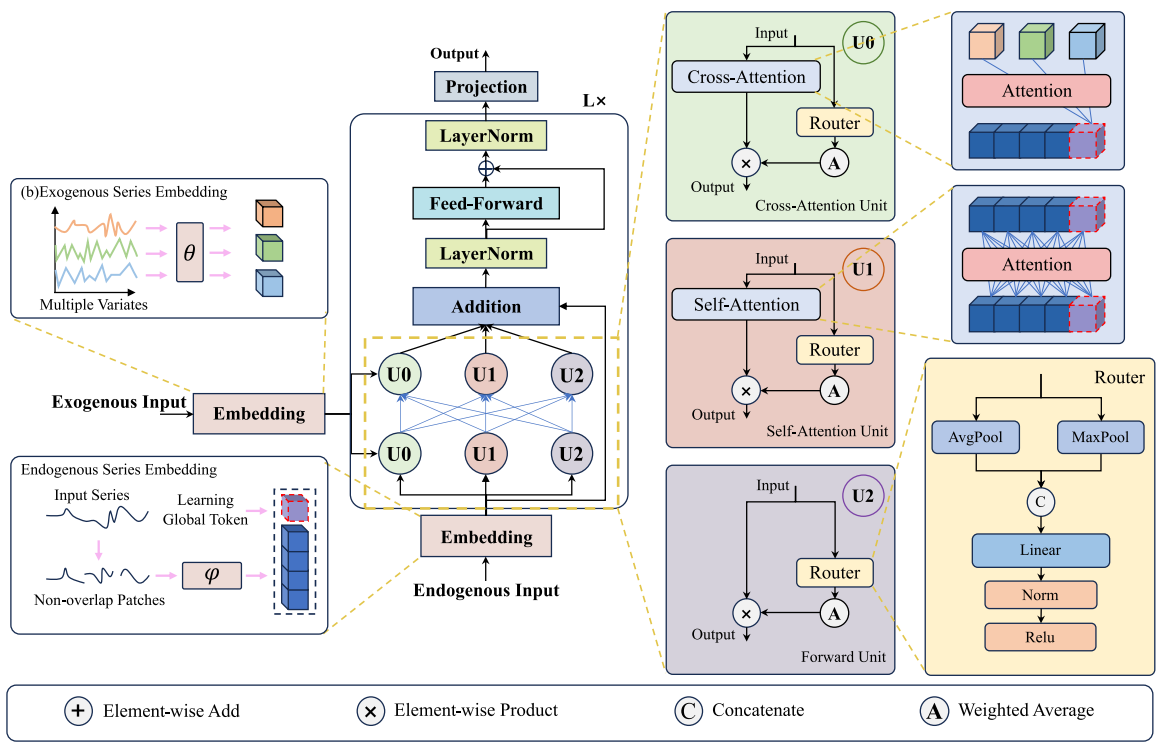 Output
Projection
L×
LayerNorm
Feed-Forward
LayerNorm
Addition
U0
U1
U2
U0
U1
U2
Exogenous Input
Embedding
Embedding
Endogenous Input
(b)Exogenous Series Embedding
θ
Multiple Variates
Endogenous Series Embedding
Input Series
Learning
Global Token
φ
Non-overlap Patches
Input
U0
Cross-Attention
Router
×
A
Output
Cross-Attention Unit
Input
U1
Self-Attention
Router
×
A
Output
Self-Attention Unit
Input
U2
Router
×
A
Output
Forward Unit
Attention
Attention
Router
AvgPool
MaxPool
C
Linear
Norm
Relu
+ Element-wise Add
× Element-wise Product
C Concatenate
A Weighted Average